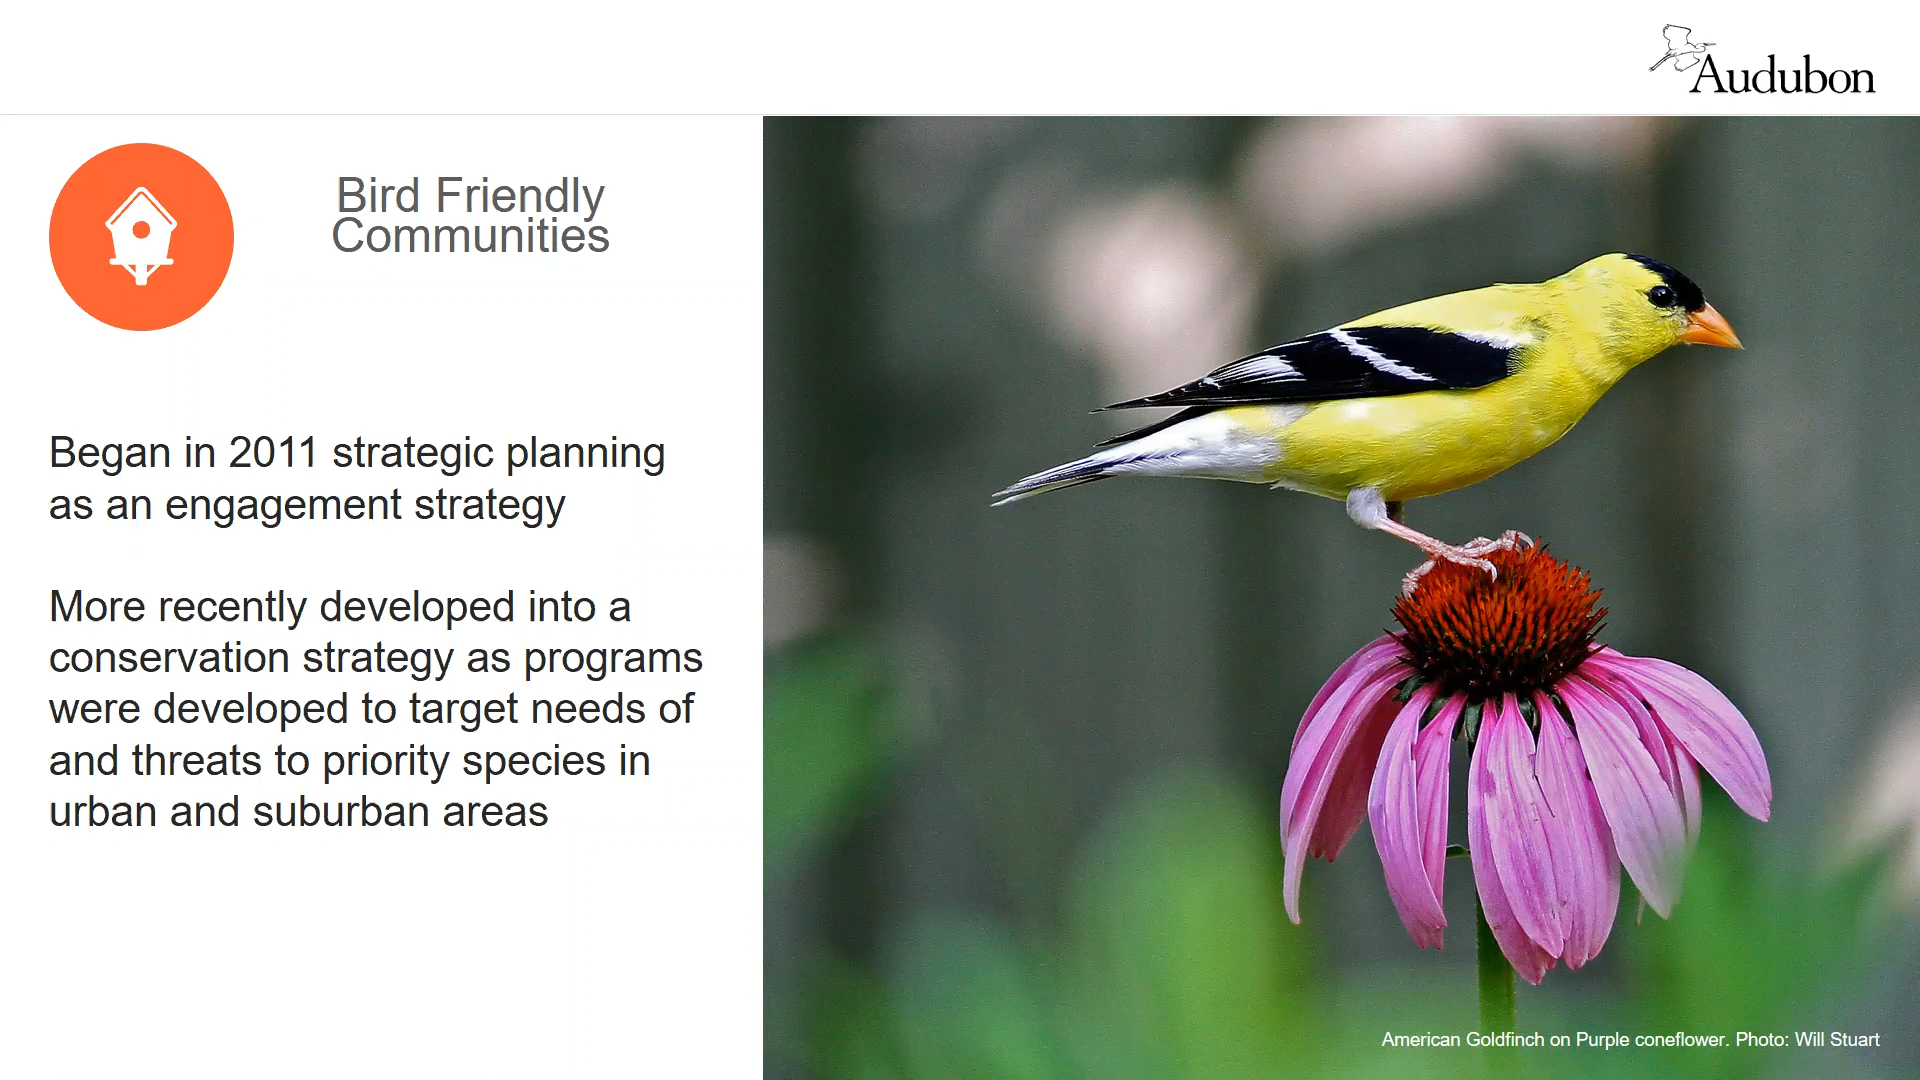 Audubon
Bird Friendly
Communities
Began in 2011 strategic planning
as an engagement strategy
More recently developed into a
conservation strategy as programs
were developed to target needs of
and threats to priority species in
urban and suburban areas
American Goldfinch on Purple coneflower. Photo: Will Stuart